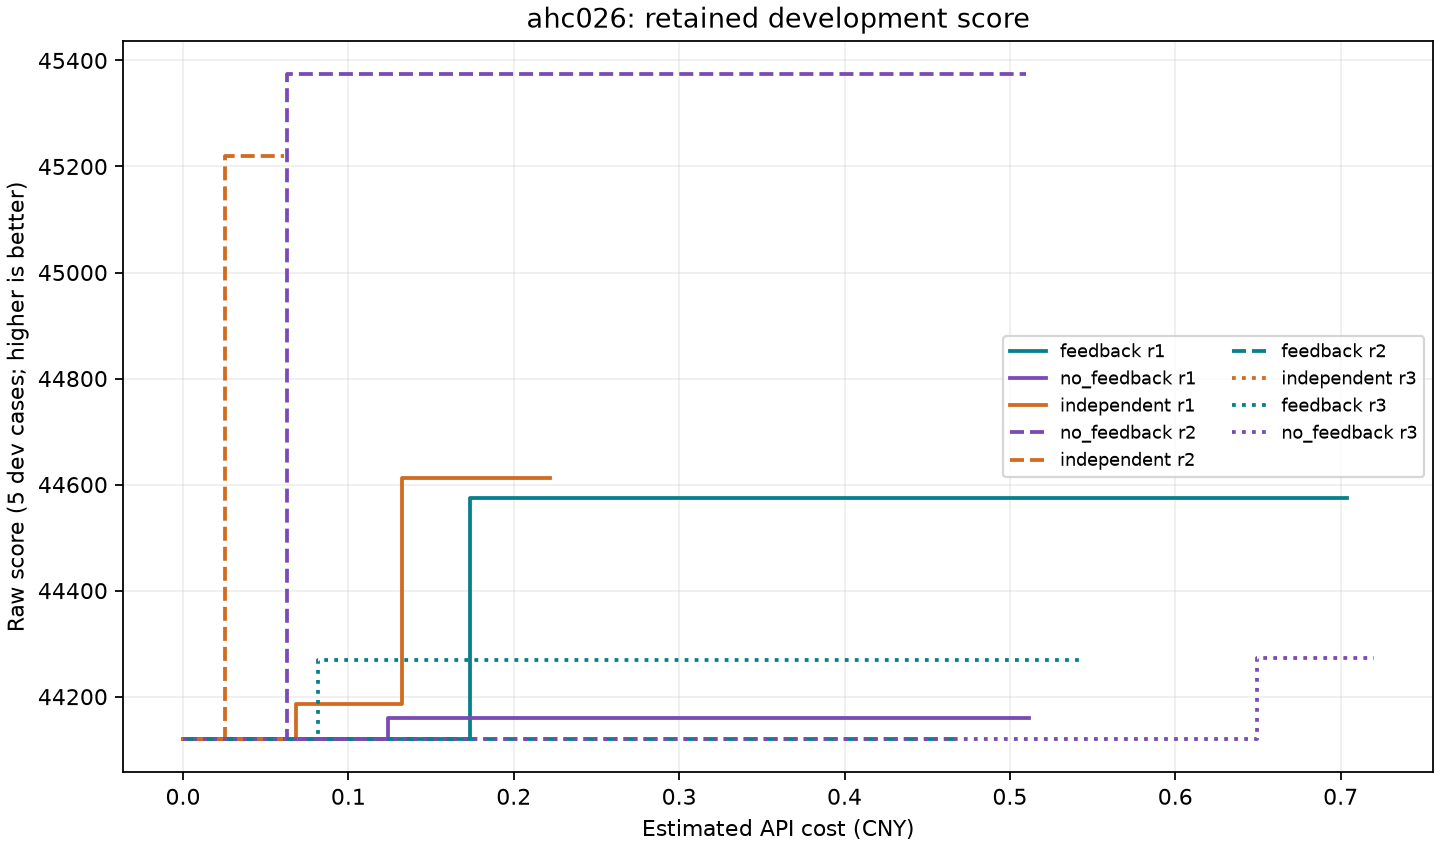 ahc026: retained development score
Raw score (5 dev cases; higher is better)
45400
45200
45000
44800
44600
44400
44200
feedback r1
no_feedback r1
independent r1
no_feedback r2
independent r2
feedback r2
independent r3
feedback r3
no_feedback r3
0.0 0.1 0.2 0.3 0.4 0.5 0.6 0.7
Estimated API cost (CNY)